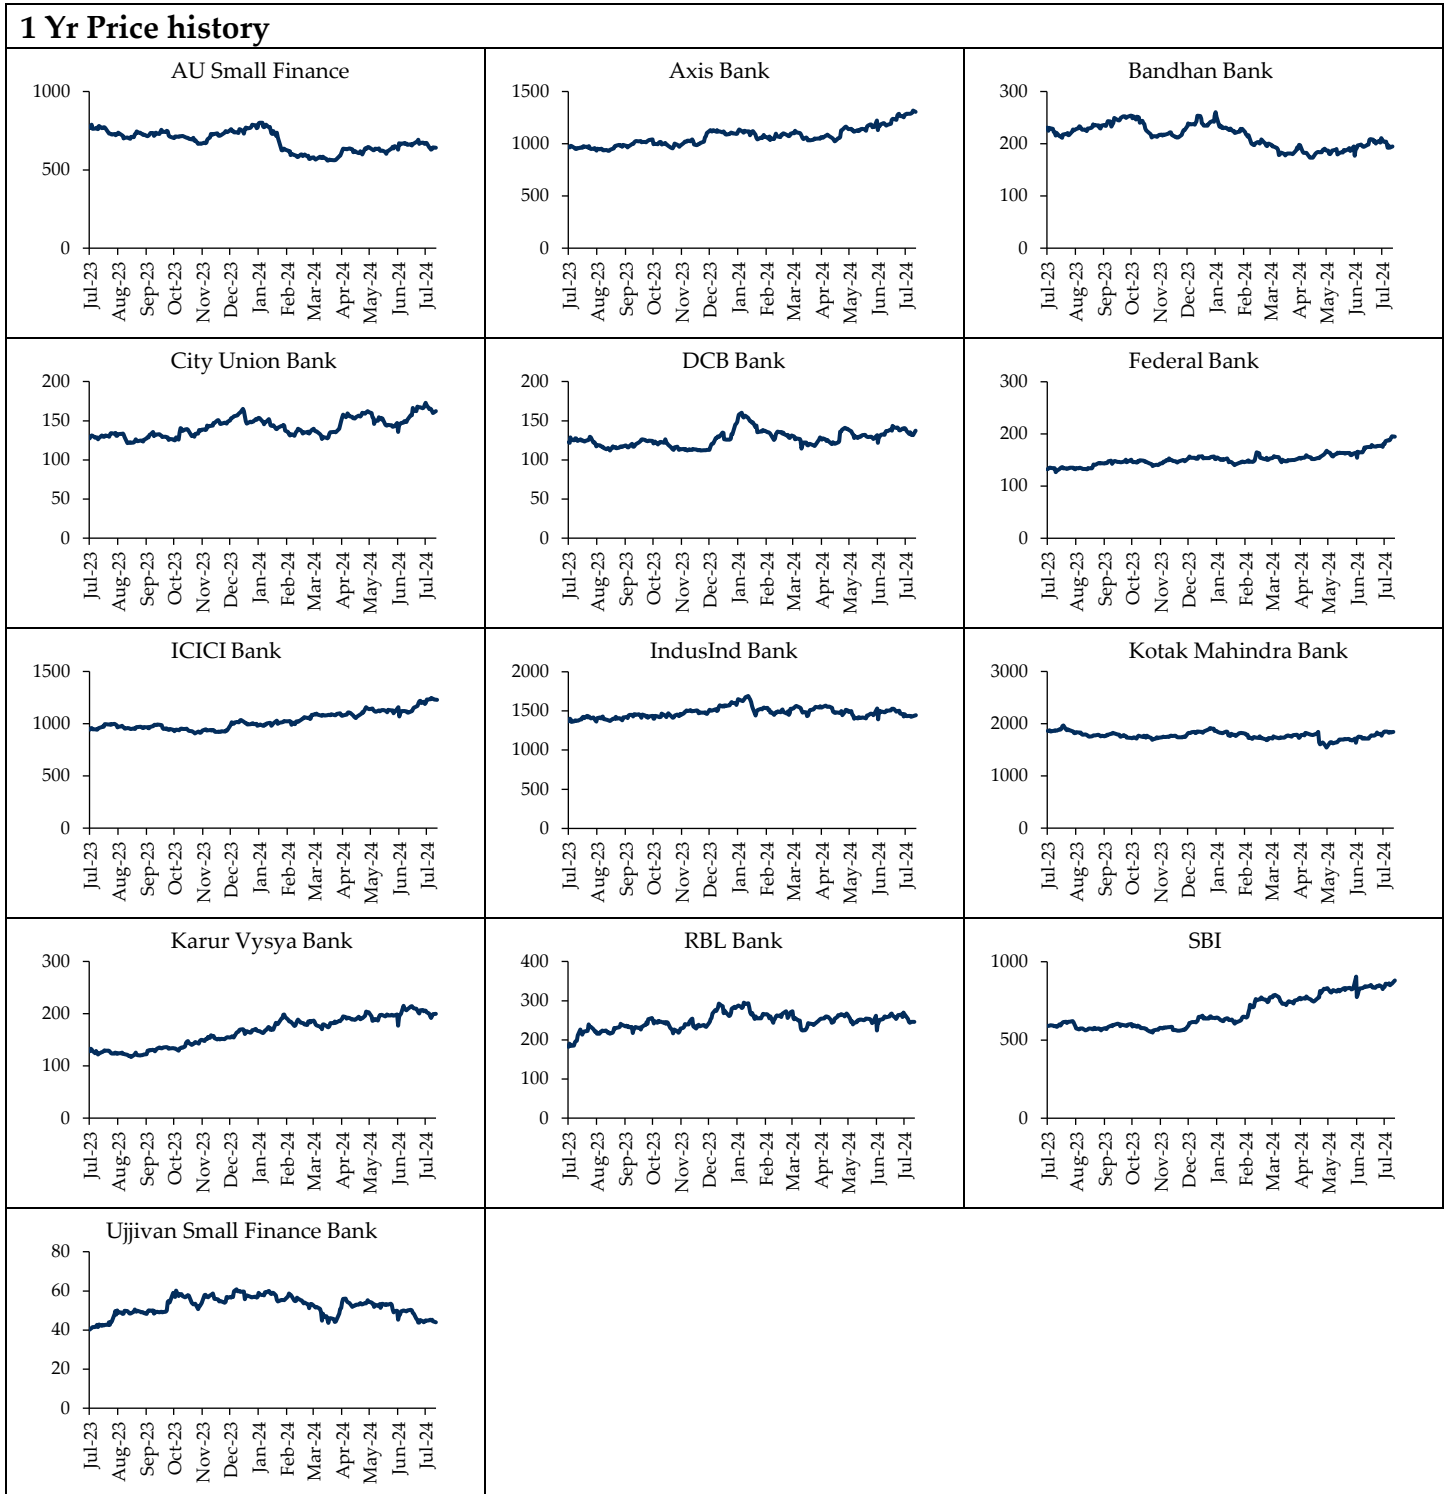 1 Yr Price history
AU Small Finance
1000
500
0
Jul-23
Aug-23
Sep-23
Oct-23
Nov-23
Dec-23
Jan-24
Feb-24
Mar-24
Apr-24
May-24
Jun-24
Jul-24
Axis Bank
1500
1000
500
0
Jul-23
Aug-23
Sep-23
Oct-23
Nov-23
Dec-23
Jan-24
Feb-24
Mar-24
Apr-24
May-24
Jun-24
Jul-24
Bandhan Bank
300
200
100
0
Jul-23
Aug-23
Sep-23
Oct-23
Nov-23
Dec-23
Jan-24
Feb-24
Mar-24
Apr-24
May-24
Jun-24
Jul-24
City Union Bank
200
150
100
50
0
Jul-23
Aug-23
Sep-23
Oct-23
Nov-23
Dec-23
Jan-24
Feb-24
Mar-24
Apr-24
May-24
Jun-24
Jul-24
DCB Bank
200
150
100
50
0
Jul-23
Aug-23
Sep-23
Oct-23
Nov-23
Dec-23
Jan-24
Feb-24
Mar-24
Apr-24
May-24
Jun-24
Jul-24
Federal Bank
300
200
100
0
Jul-23
Aug-23
Sep-23
Oct-23
Nov-23
Dec-23
Jan-24
Feb-24
Mar-24
Apr-24
May-24
Jun-24
Jul-24
ICICI Bank
1500
1000
500
0
Jul-23
Aug-23
Sep-23
Oct-23
Nov-23
Dec-23
Jan-24
Feb-24
Mar-24
Apr-24
May-24
Jun-24
Jul-24
IndusInd Bank
2000
1500
1000
500
0
Jul-23
Aug-23
Sep-23
Oct-23
Nov-23
Dec-23
Jan-24
Feb-24
Mar-24
Apr-24
May-24
Jun-24
Jul-24
Kotak Mahindra Bank
3000
2000
1000
0
Jul-23
Aug-23
Sep-23
Oct-23
Nov-23
Dec-23
Jan-24
Feb-24
Mar-24
Apr-24
May-24
Jun-24
Jul-24
Karur Vysya Bank
300
200
100
0
Jul-23
Aug-23
Sep-23
Oct-23
Nov-23
Dec-23
Jan-24
Feb-24
Mar-24
Apr-24
May-24
Jun-24
Jul-24
RBL Bank
400
300
200
100
0
Jul-23
Aug-23
Sep-23
Oct-23
Nov-23
Dec-23
Jan-24
Feb-24
Mar-24
Apr-24
May-24
Jun-24
Jul-24
SBI
1000
500
0
Jul-23
Aug-23
Sep-23
Oct-23
Nov-23
Dec-23
Jan-24
Feb-24
Mar-24
Apr-24
May-24
Jun-24
Jul-24
Ujjivan Small Finance Bank
80
60
40
20
0
Jul-23
Aug-23
Sep-23
Oct-23
Nov-23
Dec-23
Jan-24
Feb-24
Mar-24
Apr-24
May-24
Jun-24
Jul-24